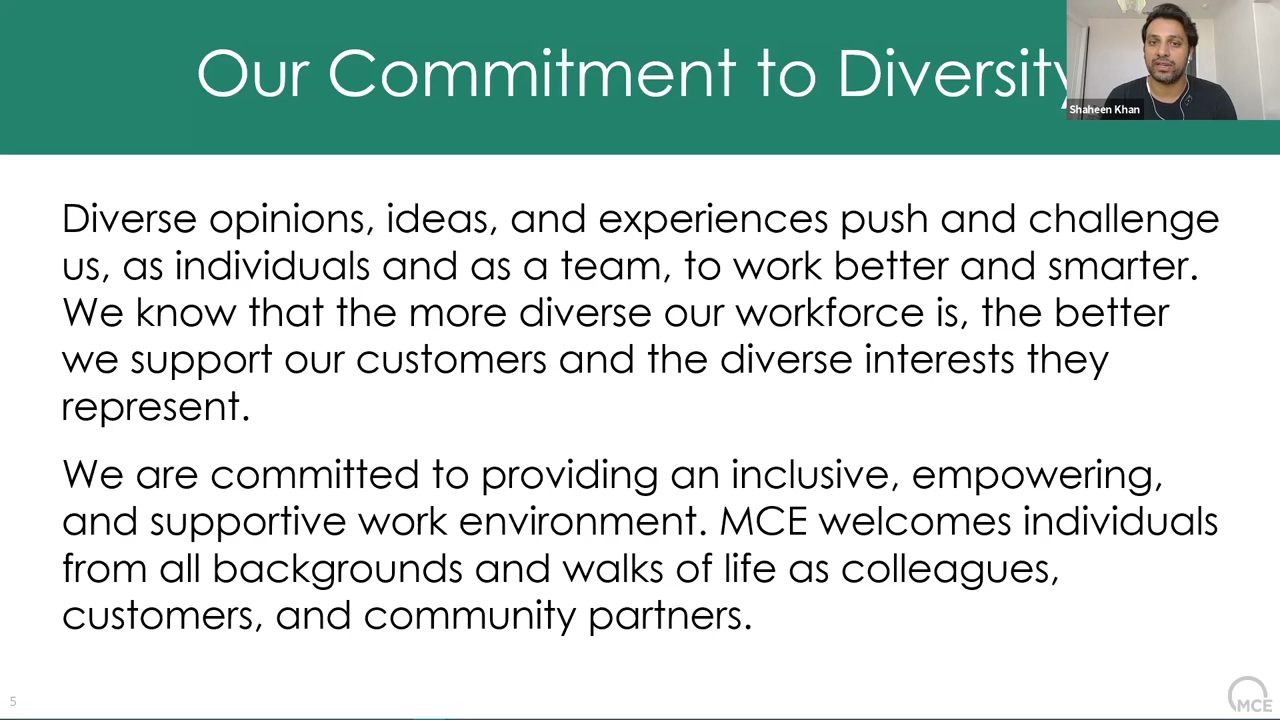 Our Commitment to Diversity
Shaheen Khan
Diverse opinions, ideas, and experiences push and challenge
us, as individuals and as a team, to work better and smarter.
We know that the more diverse our workforce is, the better
we support our customers and the diverse interests they
represent.
We are committed to providing an inclusive, empowering,
and supportive work environment. MCE welcomes individuals
from all backgrounds and walks of life as colleagues,
customers, and community partners.
5
MCE